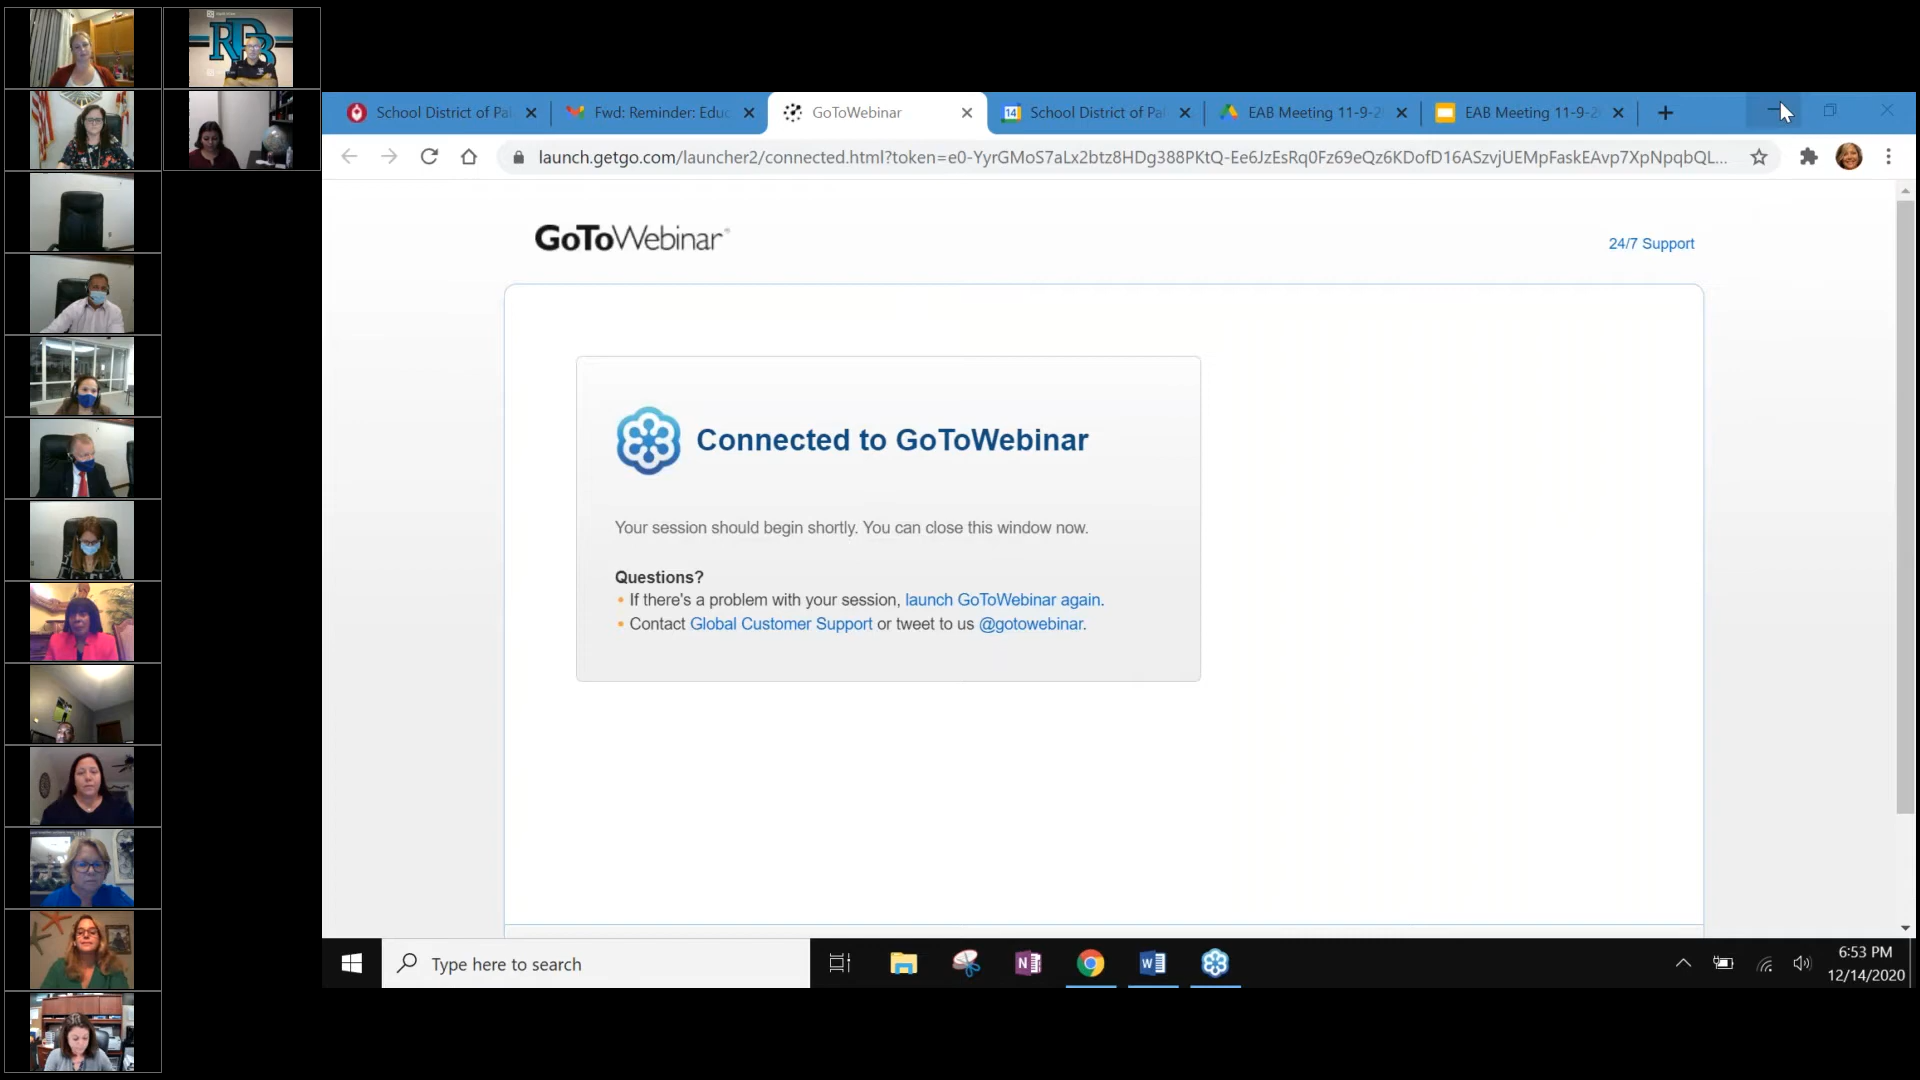 RBB
School District of Pal
Fwd: Reminder: Educ
GoToWebinar
14
School District of Pal
EAB Meeting 11-9-2
EAB Meeting 11-9-2
launch.getgo.com/launcher2/connected.html?token=e0-YyrGMoS7aLx2btz8HDg388PKtQ-Ee6JzEsRq0Fz69eQz6KDofD16ASzvjUEMpFaskEAvp7XpNpqbQL...
GoToWebinar
24/7 Support
Connected to GoToWebinar
Your session should begin shortly. You can close this window now.
Questions?
• If there's a problem with your session, launch GoToWebinar again.
• Contact Global Customer Support or tweet to us @gotowebinar.
Type here to search
6:53 PM
12/14/2020